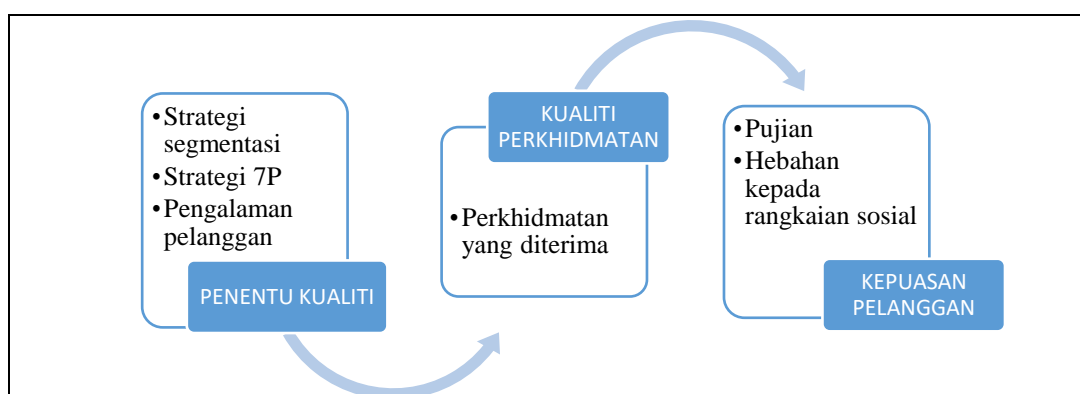 •Strategi
segmentasi
•Strategi 7P
•Pengalaman
pelanggan
PENENTU KUALITI
KUALITI
PERKHIDMATAN
•Perkhidmatan
yang diterima
•Pujian
•Hebahan
kepada
rangkaian sosial
KEPUASAN
PELANGGAN